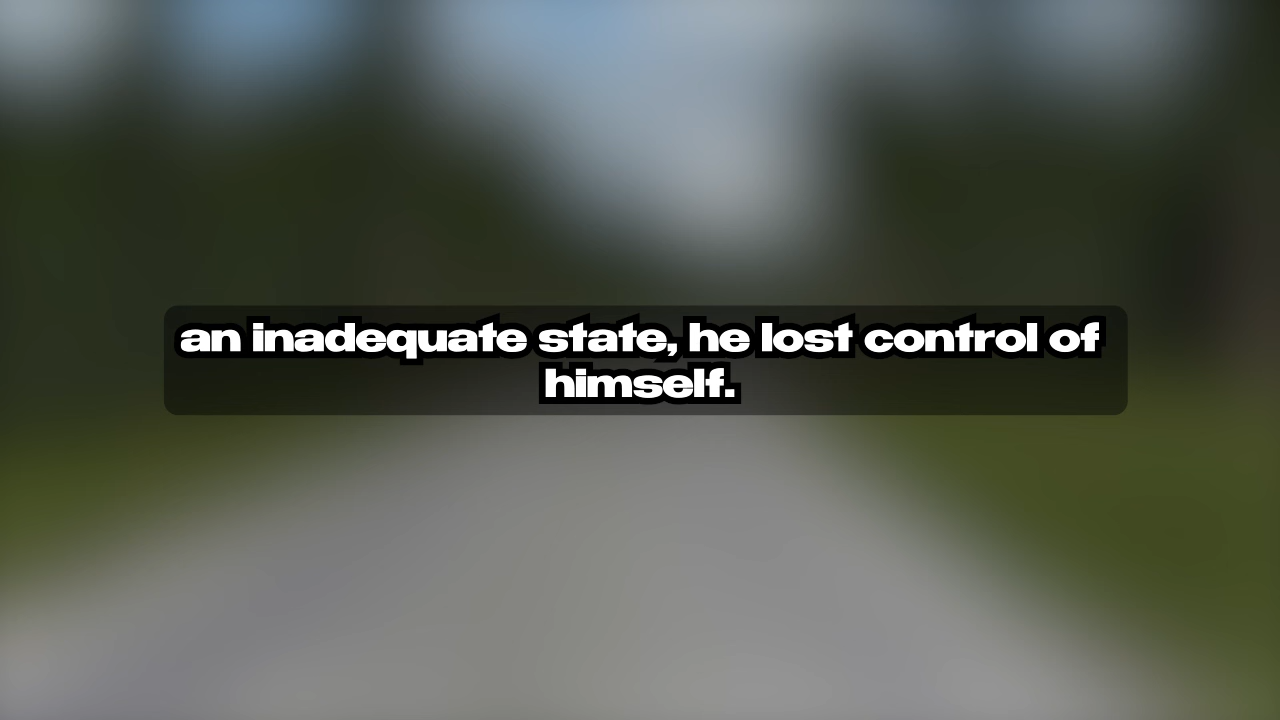 an inadequate state, he lost control of
himself.